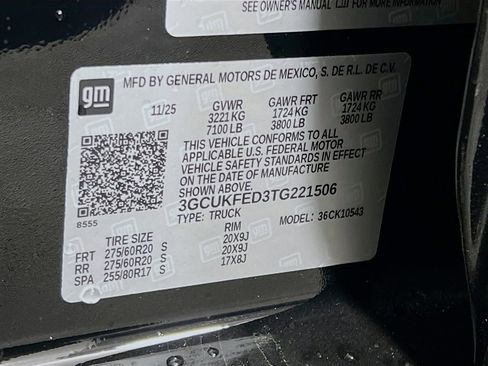 SEE OWNER'S MANUAL FOR MORE INFORMATION
gm
MFD BY GENERAL MOTORS DE MEXICO, S. DE R.L. DE C.V.
11/25 GVWR GAWR FRT GAWR RR
3221 KG 1724 KG 1724 KG
7100 LB 3800 LB 3800 LB
THIS VEHICLE CONFORMS TO ALL
APPLICABLE U.S. FEDERAL MOTOR
VEHICLE SAFETY STANDARDS IN EFFECT
ON THE DATE OF MANUFACTURE
SHOWN ABOVE.
3GCUKFED3TG221506
8555
TYPE: TRUCK MODEL: 36CK10543
TIRE SIZE RIM
FRT 275/60R20 S 20X9J
RR 275/60R20 S 20X9J
SPA 255/80R17 S 17X8J